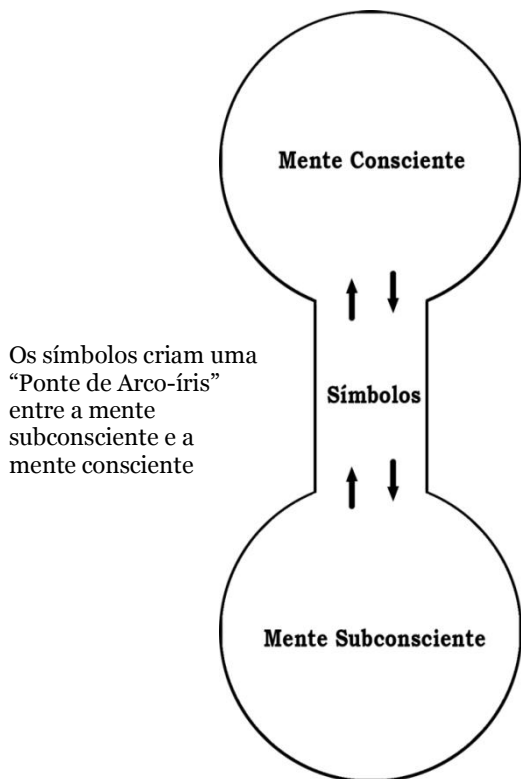 Mente Consciente
Os símbolos criam uma
“Ponte de Arco-íris”
entre a mente
subconsciente e a
mente consciente
Símbolos
Mente Subconsciente